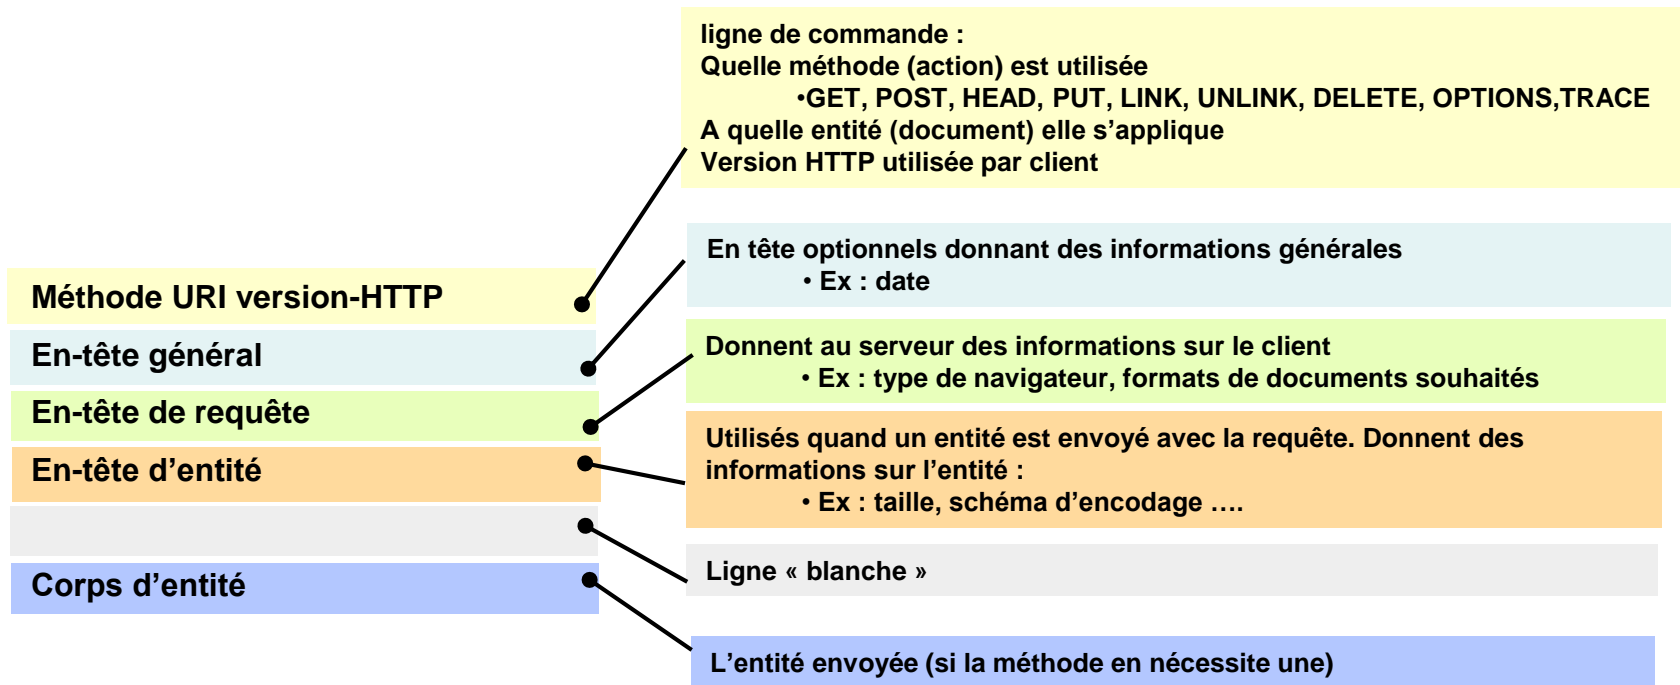 ligne de commande :
Quelle méthode (action) est utilisée
•GET, POST, HEAD, PUT, LINK, UNLINK, DELETE, OPTIONS,TRACE
A quelle entité (document) elle s’applique
Version HTTP utilisée par client
En tête optionnels donnant des informations générales
• Ex : date
Donnent au serveur des informations sur le client
• Ex : type de navigateur, formats de documents souhaités
Utilisés quand un entité est envoyé avec la requête. Donnent des
informations sur l’entité :
• Ex : taille, schéma d’encodage ….
Ligne « blanche »
L’entité envoyée (si la méthode en nécessite une)
Méthode URI version-HTTP
En-tête général
En-tête de requête
En-tête d’entité
Corps d’entité